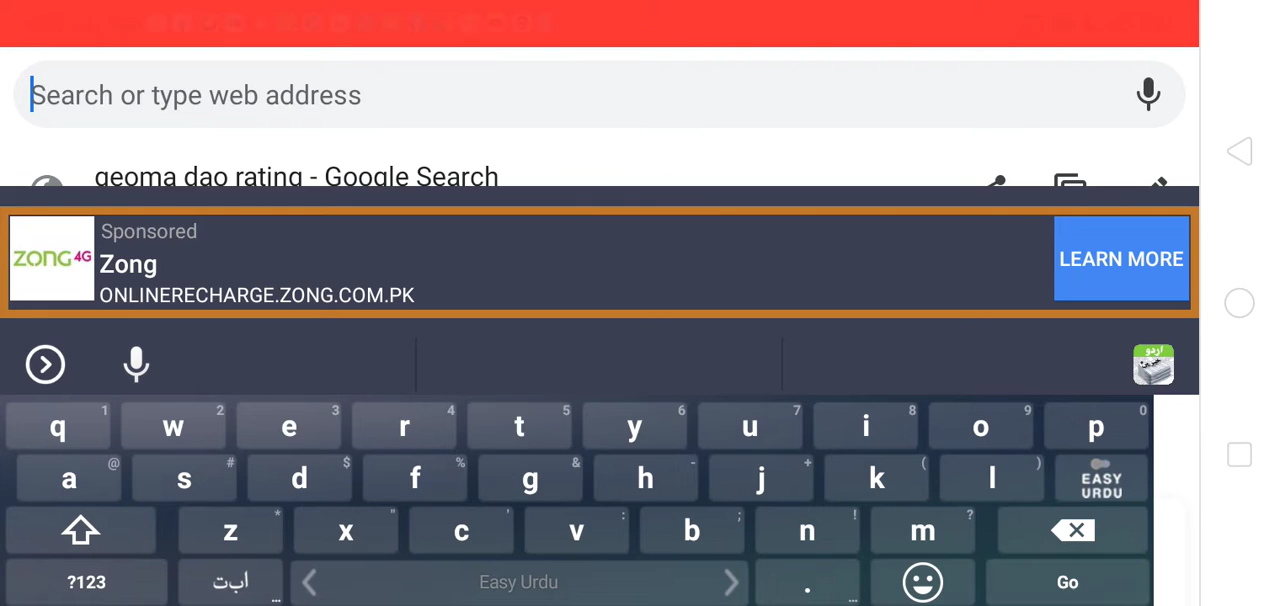 Search or type web address
geoma dao rating - Google Search
Sponsored
ZONG 4G
Zong
LEARN MORE
ONLINERECHARGE.ZONG.COM.PK
اردو
q 1 w 2 e 3 r 4 t 5 y 6 u 7 i 8 o 9 p 0
a @ s # d $ f % g & h - j + k ( l ) EASY URDU
z * x " c ' v : b ; n ! m ?
?123 اب‌ت ... Easy Urdu . ... Go